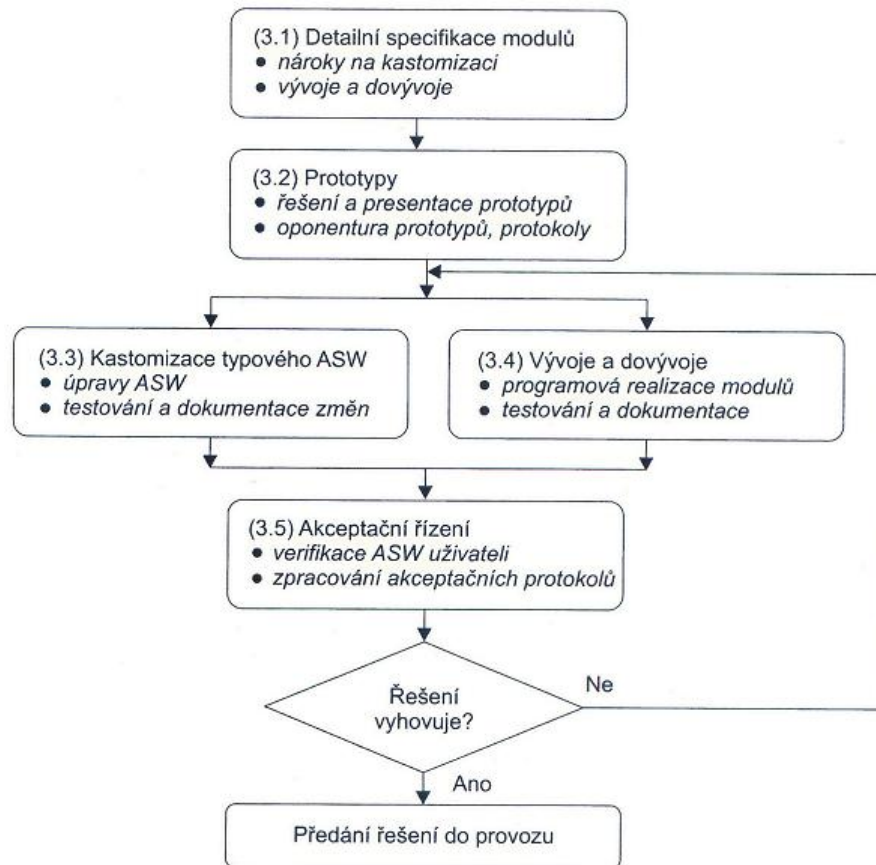 (3.1) Detailní specifikace modulů
● nároky na kastomizaci
● vývoje a dovývoje
(3.2) Prototypy
● řešení a presentace prototypů
● oponentura prototypů, protokoly
(3.3) Kastomizace typového ASW
● úpravy ASW
● testování a dokumentace změn
(3.4) Vývoje a dovývoje
● programová realizace modulů
● testování a dokumentace
(3.5) Akceptační řízení
● verifikace ASW uživateli
● zpracování akceptačních protokolů
Řešení
vyhovuje?
Ne
Ano
Předání řešení do provozu